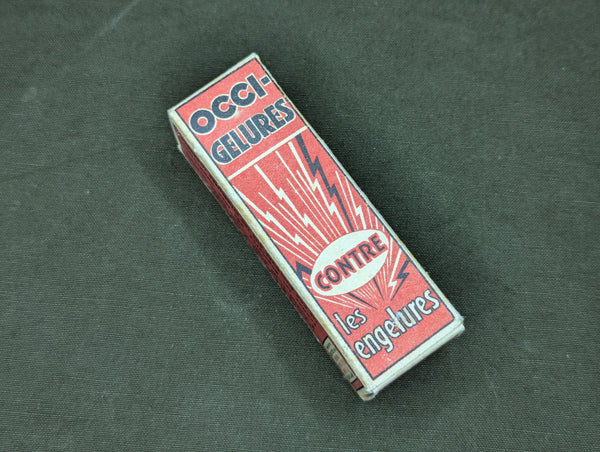 OCCI-
GELURES
CONTRE
les
engelures